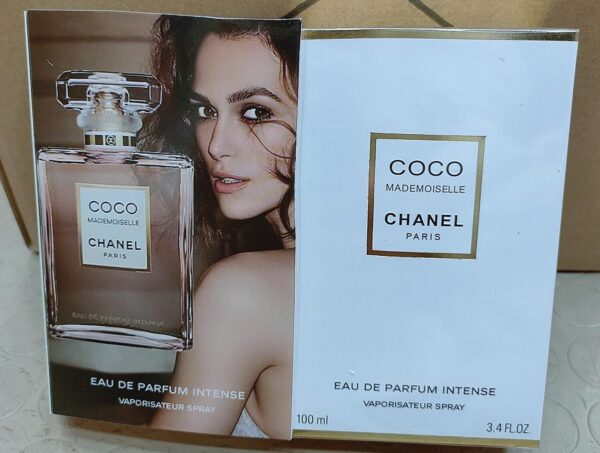 COCO
MADEMOISELLE
CHANEL
PARIS
EAU DE PARFUM INTENSE
EAU DE PARFUM INTENSE
VAPORISATEUR SPRAY
COCO
MADEMOISELLE
CHANEL
PARIS
EAU DE PARFUM INTENSE
VAPORISATEUR SPRAY
100 ml
3.4 FL.OZ.